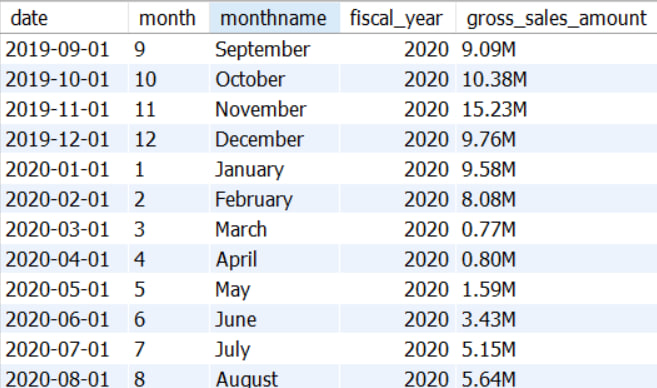 date month monthname fiscal_year gross_sales_amount
2019-09-01 9 September 2020 9.09M
2019-10-01 10 October 2020 10.38M
2019-11-01 11 November 2020 15.23M
2019-12-01 12 December 2020 9.76M
2020-01-01 1 January 2020 9.58M
2020-02-01 2 February 2020 8.08M
2020-03-01 3 March 2020 0.77M
2020-04-01 4 April 2020 0.80M
2020-05-01 5 May 2020 1.59M
2020-06-01 6 June 2020 3.43M
2020-07-01 7 July 2020 5.15M
2020-08-01 8 August 2020 5.64M